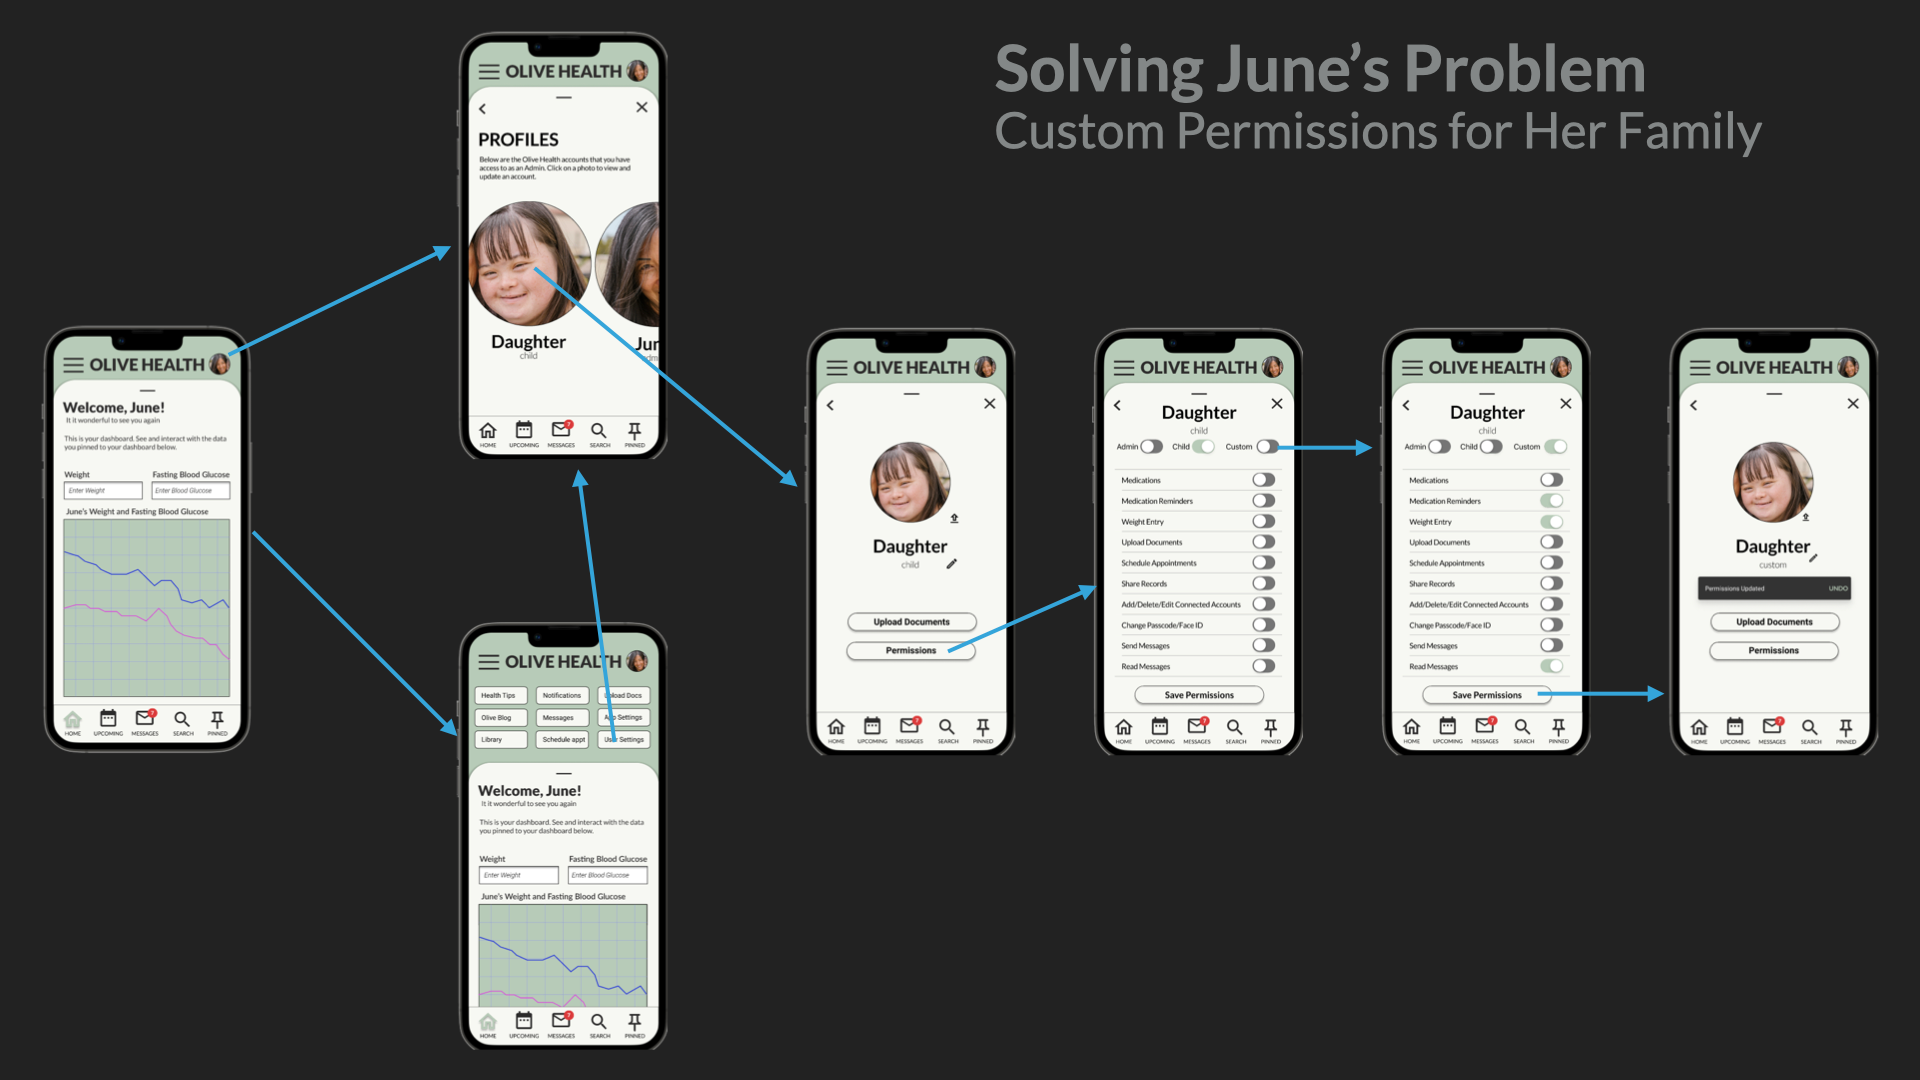 Solving June's Problem
Custom Permissions for Her Family
OLIVE HEALTH
Welcome, June!
It it wonderful to see you again
This is your dashboard. See and interact with the data
you pinned to your dashboard below.
Weight
Fasting Blood Glucose
Enter Weight
Enter Blood Glucose
June's Weight and Fasting Blood Glucose
HOME
UPCOMING
7
MESSAGES
SEARCH
PINNED
OLIVE HEALTH
PROFILES
Below are the Olive Health accounts that you have
access to as an Admin. Click on a photo to view and
update an account.
Daughter
child
Jun
adm
HOME
UPCOMING
7
MESSAGES
SEARCH
PINNED
OLIVE HEALTH
Health Tips
Notifications
Upload Docs
Olive Blog
Messages
App Settings
Library
Schedule appt
User Settings
Welcome, June!
It it wonderful to see you again
This is your dashboard. See and interact with the data
you pinned to your dashboard below.
Weight
Fasting Blood Glucose
Enter Weight
Enter Blood Glucose
June's Weight and Fasting Blood Glucose
HOME
UPCOMING
7
MESSAGES
SEARCH
PINNED
OLIVE HEALTH
Daughter
child
Upload Documents
Permissions
HOME
UPCOMING
7
MESSAGES
SEARCH
PINNED
OLIVE HEALTH
Daughter
child
Admin
Child
Custom
Medications
Medication Reminders
Weight Entry
Upload Documents
Schedule Appointments
Share Records
Add/Delete/Edit Connected Accounts
Change Passcode/Face ID
Send Messages
Read Messages
Save Permissions
HOME
UPCOMING
7
MESSAGES
SEARCH
PINNED
OLIVE HEALTH
Daughter
child
Admin
Child
Custom
Medications
Medication Reminders
Weight Entry
Upload Documents
Schedule Appointments
Share Records
Add/Delete/Edit Connected Accounts
Change Passcode/Face ID
Send Messages
Read Messages
Save Permissions
HOME
UPCOMING
7
MESSAGES
SEARCH
PINNED
OLIVE HEALTH
Daughter
custom
Permissions Updated
UNDO
Upload Documents
Permissions
HOME
UPCOMING
7
MESSAGES
SEARCH
PINNED